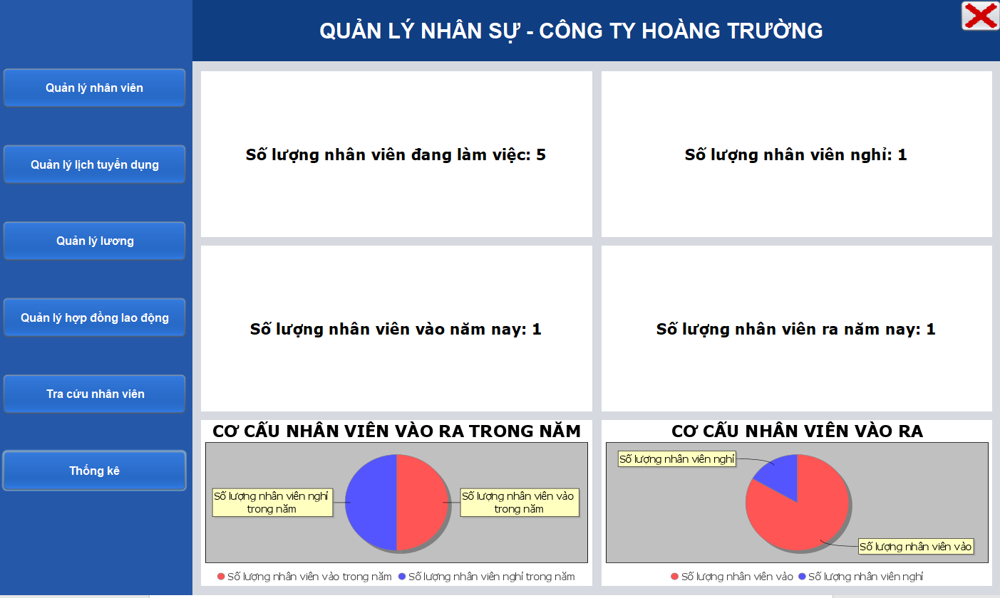 QUẢN LÝ NHÂN SỰ - CÔNG TY HOÀNG TRƯỜNG
Quản lý nhân viên
Quản lý lịch tuyển dụng
Quản lý lương
Quản lý hợp đồng lao động
Tra cứu nhân viên
Thống kê
Số lượng nhân viên đang làm việc: 5
Số lượng nhân viên nghỉ: 1
Số lượng nhân viên vào năm nay: 1
Số lượng nhân viên ra năm nay: 1
CƠ CẤU NHÂN VIÊN VÀO RA TRONG NĂM
Số lượng nhân viên nghỉ
trong năm
Số lượng nhân viên vào
trong năm
Số lượng nhân viên vào trong năm
Số lượng nhân viên nghỉ trong năm
CƠ CẤU NHÂN VIÊN VÀO RA
Số lượng nhân viên nghỉ
Số lượng nhân viên vào
Số lượng nhân viên vào
Số lượng nhân viên nghỉ